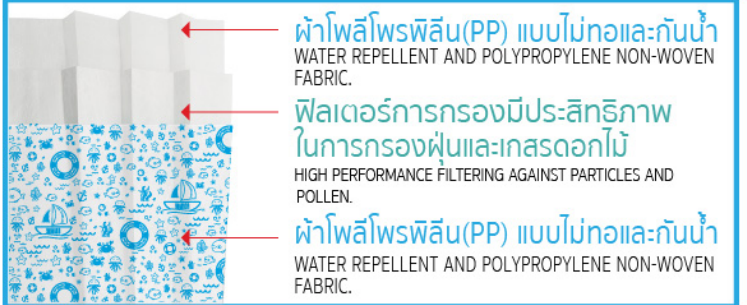 ผ้าโพลีโพรพิลีน(PP) แบบไม่ทอและกันน้ำ
WATER REPELLENT AND POLYPROPYLENE NON-WOVEN
FABRIC.
ฟิลเตอร์การกรองมีประสิทธิภาพ
ในการกรองฝุ่นและเกสรดอกไม้
HIGH PERFORMANCE FILTERING AGAINST PARTICLES AND
POLLEN.
ผ้าโพลีโพรพิลีน(PP) แบบไม่ทอและกันน้ำ
WATER REPELLENT AND POLYPROPYLENE NON-WOVEN
FABRIC.